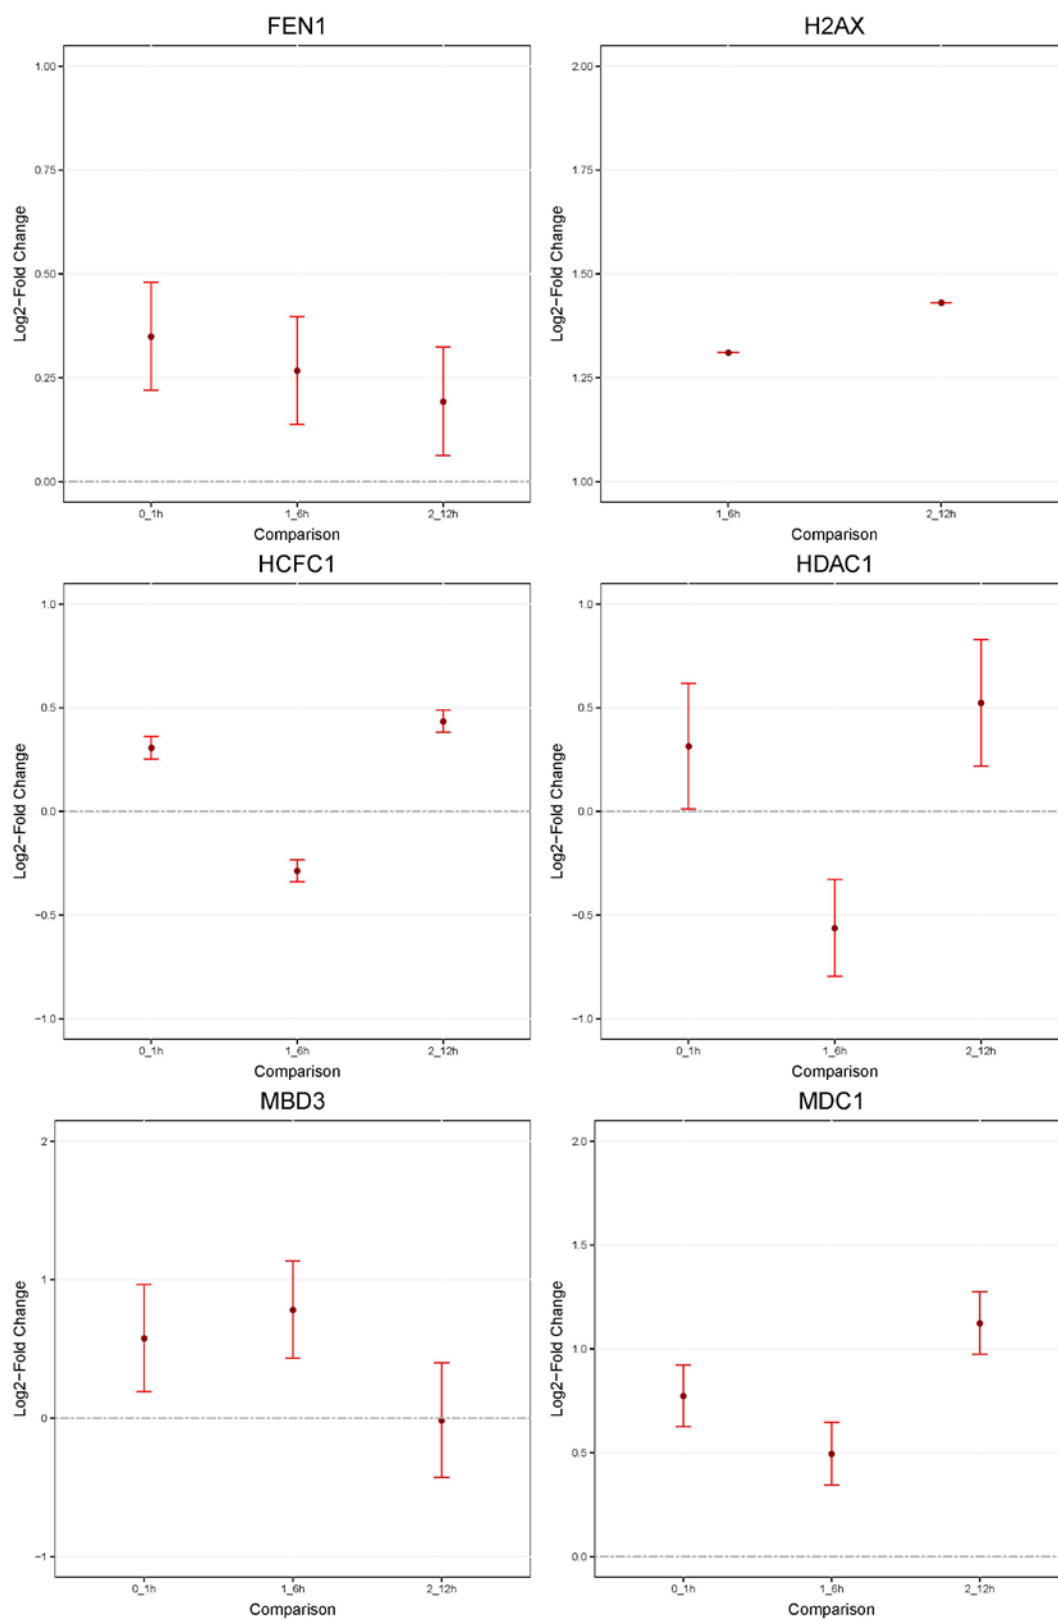 FEN1
H2AX
1.00
0.75
0.50
0.25
0.00
Log2-Fold Change
0_1h
1_6h
2_12h
Comparison
2.00
1.75
1.50
1.25
1.00
Log2-Fold Change
1_6h
2_12h
Comparison
HCFC1
HDAC1
1.0
0.5
0.0
-0.5
-1.0
Log2-Fold Change
0_1h
1_6h
2_12h
Comparison
1.0
0.5
0.0
-0.5
-1.0
Log2-Fold Change
0_1h
1_6h
2_12h
Comparison
MBD3
MDC1
2
1
0
-1
Log2-Fold Change
0_1h
1_6h
2_12h
Comparison
2.0
1.5
1.0
0.5
0.0
Log2-Fold Change
0_1h
1_6h
2_12h
Comparison